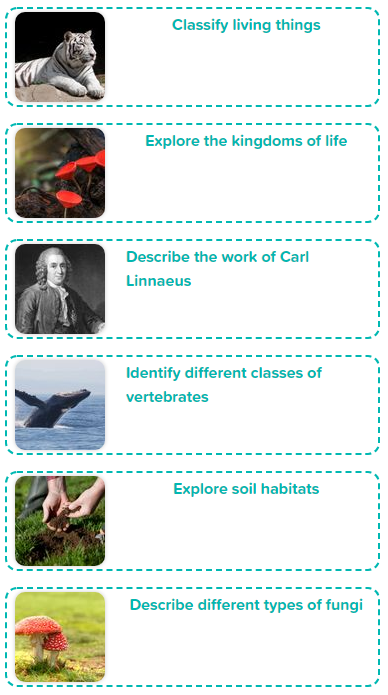 Classify living things
Explore the kingdoms of life
Describe the work of Carl
Linnaeus
Identify different classes of
vertebrates
Explore soil habitats
Describe different types of fungi